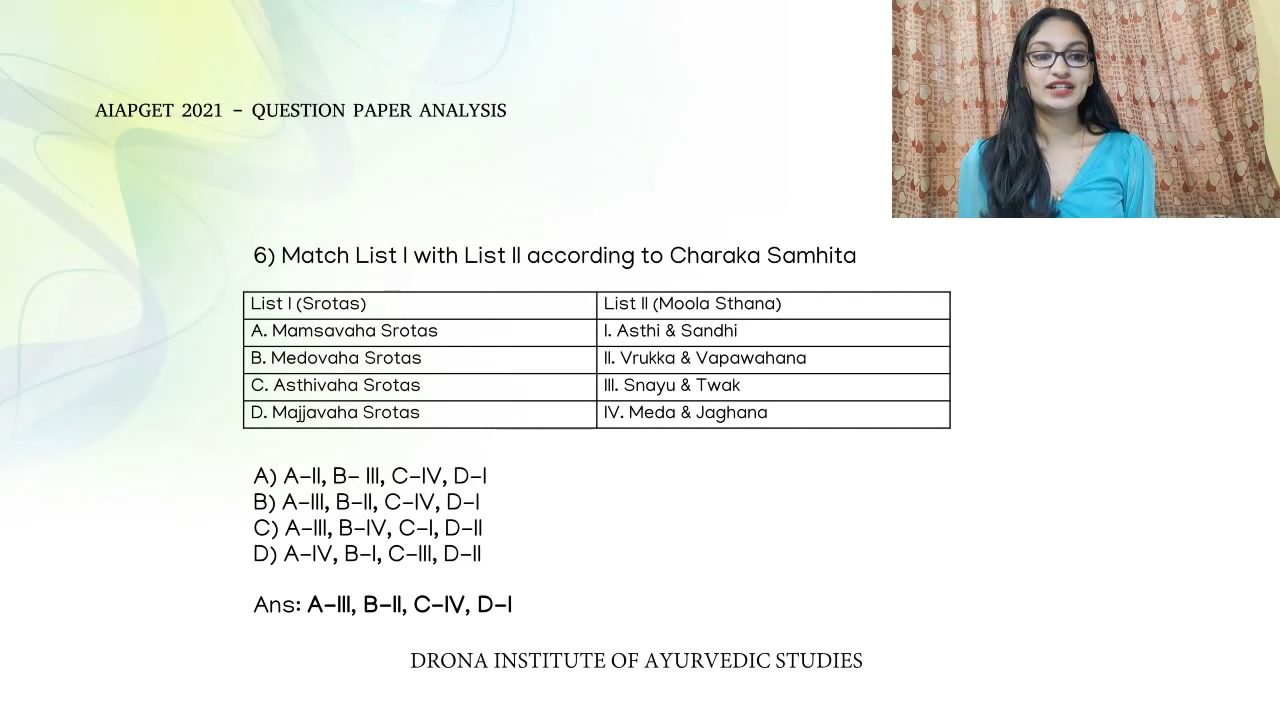 AIAPGET 2021 - QUESTION PAPER ANALYSIS
6) Match List I with List II according to Charaka Samhita
List I (Srotas) List II (Moola Sthana)
A. Mamsavaha Srotas I. Asthi & Sandhi
B. Medovaha Srotas II. Vrukka & Vapawahana
C. Asthivaha Srotas III. Snayu & Twak
D. Majjavaha Srotas IV. Meda & Jaghana
A) A-II, B- III, C-IV, D-I
B) A-III, B-II, C-IV, D-I
C) A-III, B-IV, C-I, D-II
D) A-IV, B-I, C-III, D-II
Ans: A-III, B-II, C-IV, D-I
DRONA INSTITUTE OF AYURVEDIC STUDIES